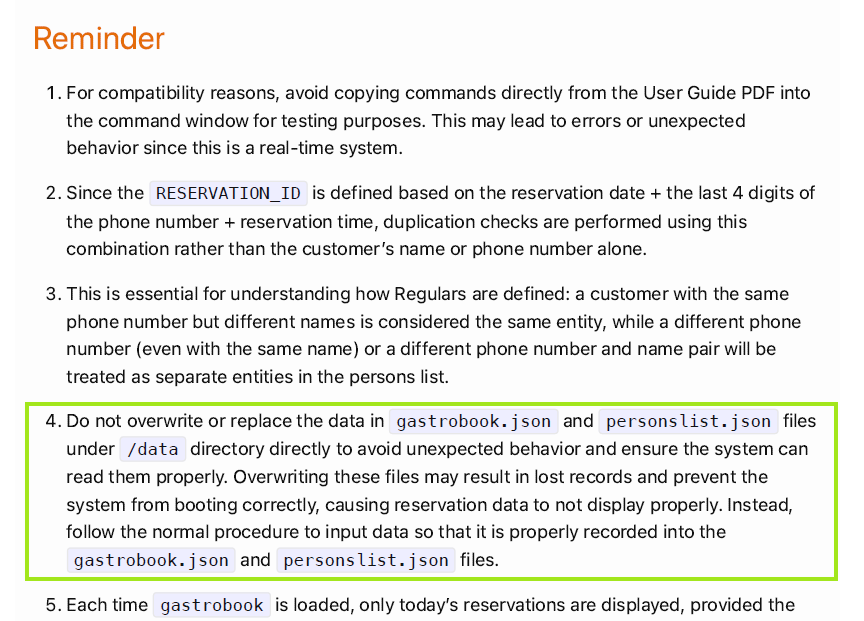 Reminder
1. For compatibility reasons, avoid copying commands directly from the User Guide PDF into
the command window for testing purposes. This may lead to errors or unexpected
behavior since this is a real-time system.
2. Since the RESERVATION_ID is defined based on the reservation date + the last 4 digits of
the phone number + reservation time, duplication checks are performed using this
combination rather than the customer’s name or phone number alone.
3. This is essential for understanding how Regulars are defined: a customer with the same
phone number but different names is considered the same entity, while a different phone
number (even with the same name) or a different phone number and name pair will be
treated as separate entities in the persons list.
4. Do not overwrite or replace the data in gastrobook.json and personslist.json files
under /data directory directly to avoid unexpected behavior and ensure the system can
read them properly. Overwriting these files may result in lost records and prevent the
system from booting correctly, causing reservation data to not display properly. Instead,
follow the normal procedure to input data so that it is properly recorded into the
gastrobook.json and personslist.json files.
5. Each time gastrobook is loaded, only today’s reservations are displayed, provided the